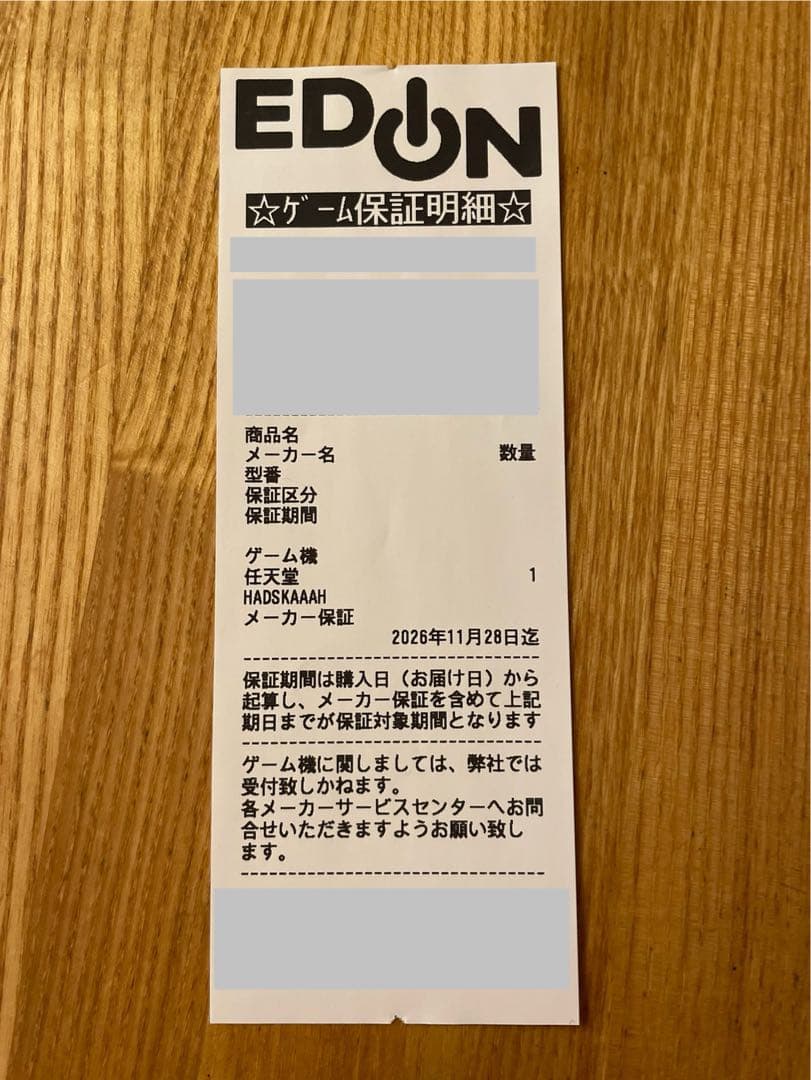 EDION
☆ｹﾞｰﾑ保証明細☆
商品名
メーカー名 数量
型番
保証区分
保証期間
ゲーム機
任天堂 1
HADSKAAAH
メーカー保証
2026年11月28日迄
保証期間は購入日（お届け日）から
起算し、メーカー保証を含めて上記
期日までが保証対象期間となります
ゲーム機に関しましては、弊社では
受付致しかねます。
各メーカーサービスセンターへお問
合せいただきますようお願い致し
ます。